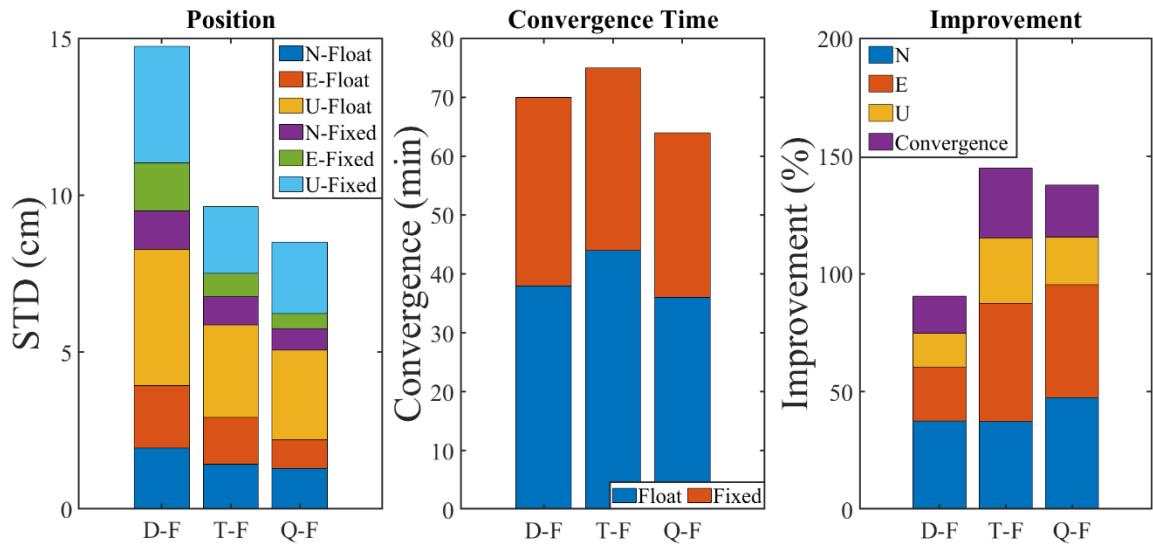 Position
STD (cm)
15
10
5
0
D-F T-F Q-F
N-Float
E-Float
U-Float
N-Fixed
E-Fixed
U-Fixed
Convergence Time
Convergence (min)
80
70
60
50
40
30
20
10
0
D-F T-F Q-F
Float Fixed
Improvement
Improvement (%)
200
150
100
50
0
D-F T-F Q-F
N
E
U
Convergence